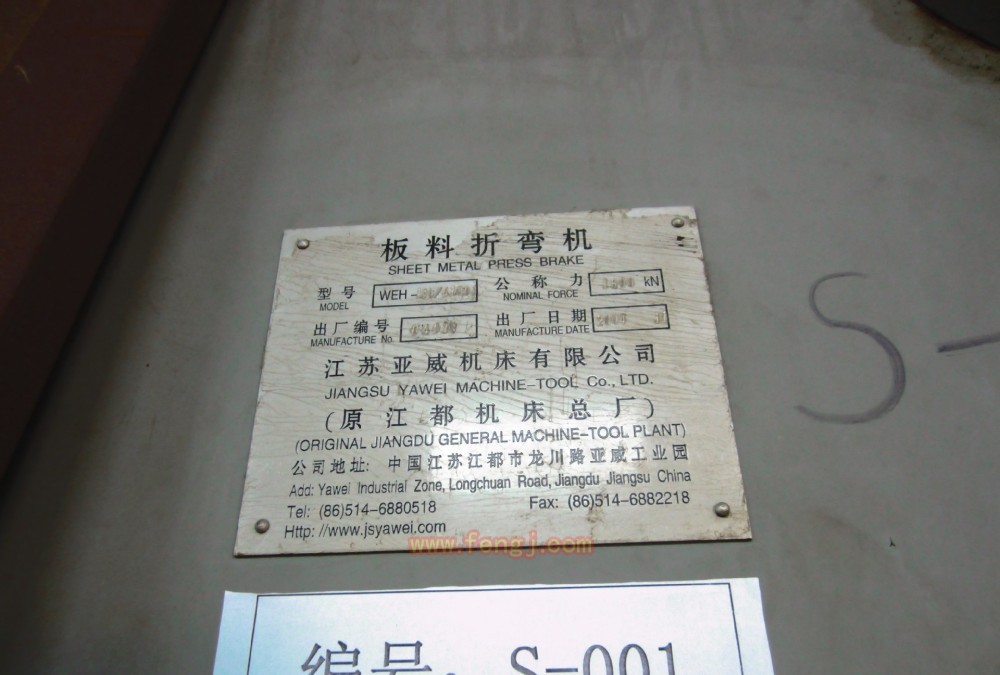 板料折弯机
SHEET METAL PRESS BRAKE
型号 WEH- 公称力 kN
MODEL NOMINAL FORCE
出厂编号 出厂日期
MANUFACTURE No. MANUFACTURE DATE
江苏亚威机床有限公司
JIANGSU YAWEI MACHINE-TOOL Co., LTD.
(原江都机床总厂)
(ORIGINAL JIANGDU GENERAL MACHINE-TOOL PLANT)
公司地址: 中国江苏江都市龙川路亚威工业园
Add: Yawei Industrial Zone, Longchuan Road, Jiangdu Jiangsu China
Tel: (86)514-6880518 Fax: (86)514-6882218
Http: //www.jsyawei.com
www.fengj.com
S-
编号: S-001